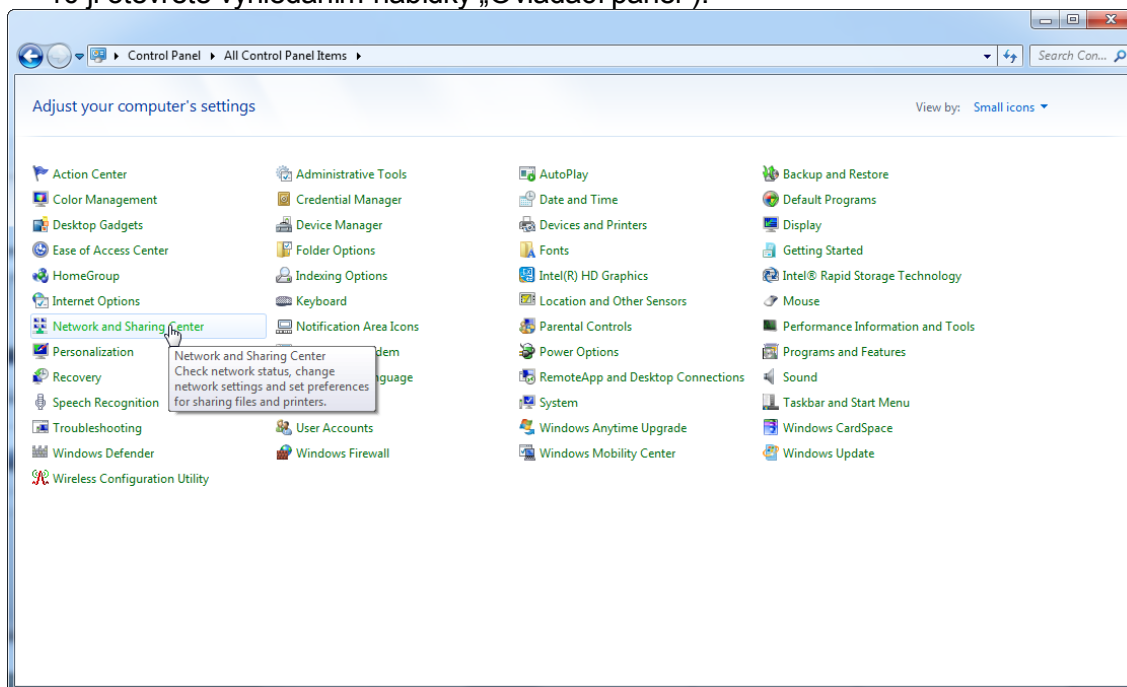 vyhledáním nabídky „Ovládací panel“).
Control Panel All Control Panel Items
Search Con...
Adjust your computer's settings
View by: Small icons
Action Center Administrative Tools AutoPlay Backup and Restore
Color Management Credential Manager Date and Time Default Programs
Desktop Gadgets Device Manager Devices and Printers Display
Ease of Access Center Folder Options Fonts Getting Started
HomeGroup Indexing Options Intel(R) HD Graphics Intel® Rapid Storage Technology
Internet Options Keyboard Location and Other Sensors Mouse
Network and Sharing Center Notification Area Icons Parental Controls Performance Information and Tools
Personalization Power Options Programs and Features
Network and Sharing Center
Check network status, change
network settings and set preferences
for sharing files and printers.
Recovery RemoteApp and Desktop Connections Sound
Speech Recognition System Taskbar and Start Menu
Troubleshooting User Accounts Windows Anytime Upgrade Windows CardSpace
Windows Defender Windows Firewall Windows Mobility Center Windows Update
Wireless Configuration Utility